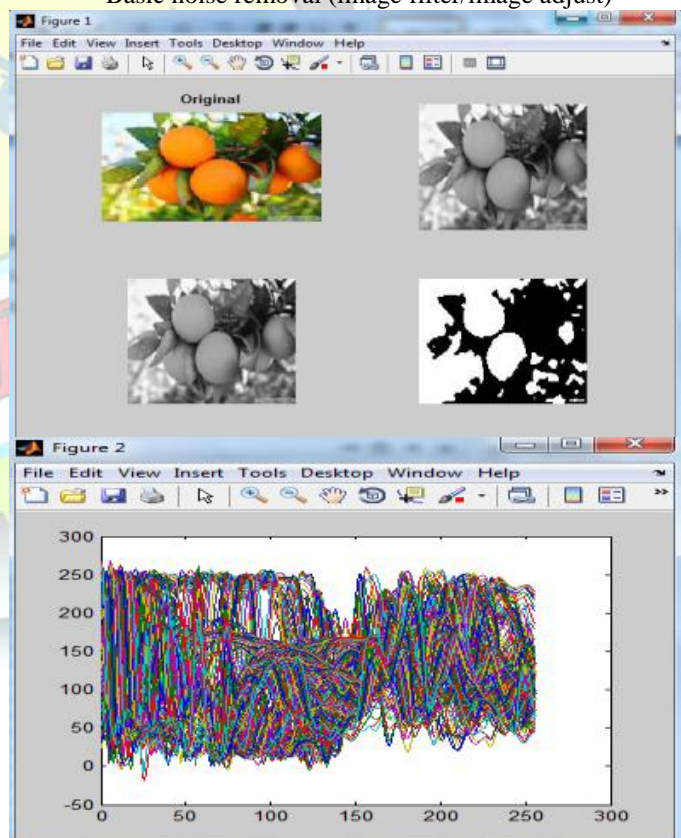 Basic noise removal (image filter/image adjust)
Figure 1
File Edit View Insert Tools Desktop Window Help
Original
Figure 2
File Edit View Insert Tools Desktop Window Help
300
250
200
150
100
50
0
-50
0 50 100 150 200 250 300